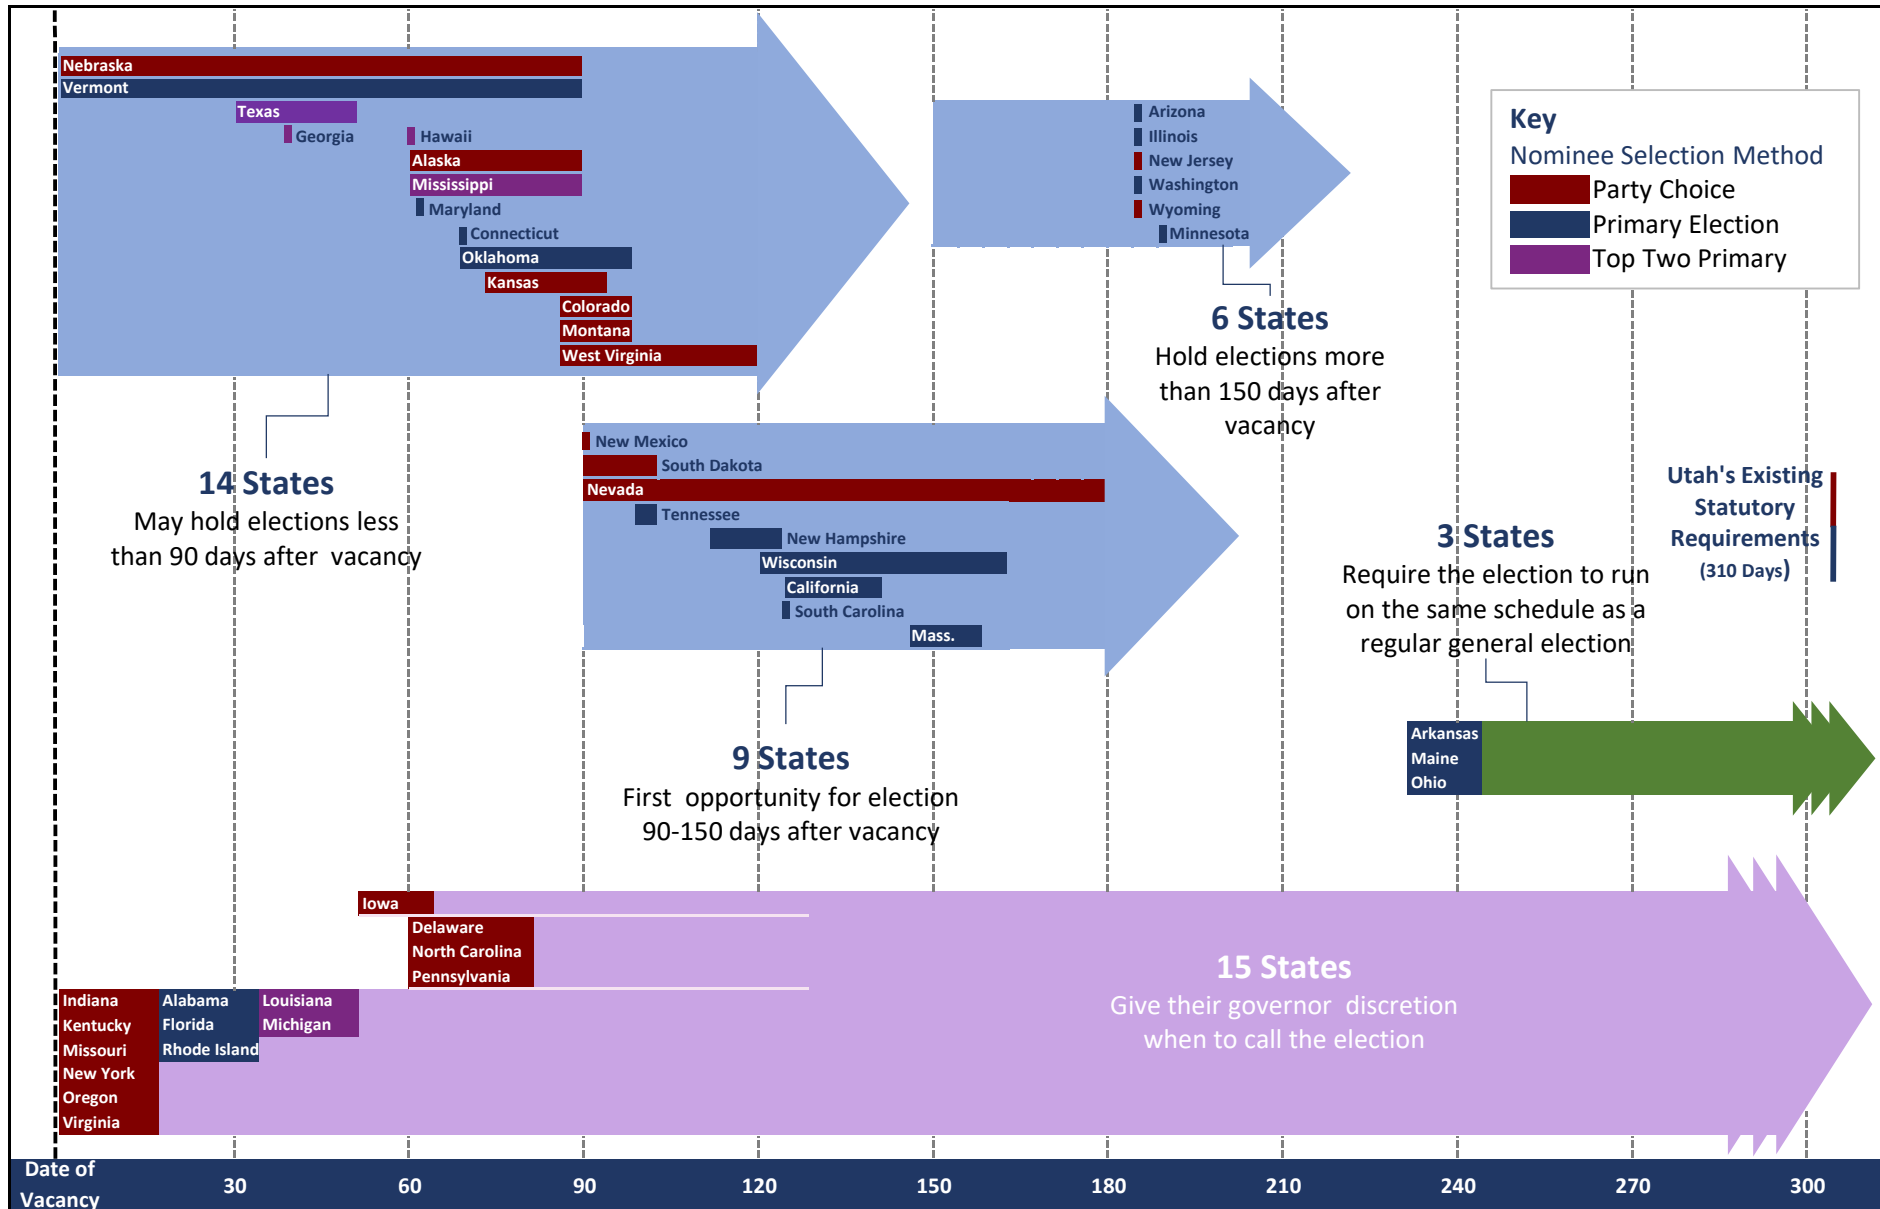 Nebraska
Vermont
Texas
Georgia
Hawaii
Alaska
Mississippi
Maryland
Connecticut
Oklahoma
Kansas
Colorado
Montana
West Virginia
14 States
May hold elections less
than 90 days after vacancy
Arizona
Illinois
New Jersey
Washington
Wyoming
Minnesota
6 States
Hold elections more
than 150 days after
vacancy
Key
Nominee Selection Method
Party Choice
Primary Election
Top Two Primary
New Mexico
South Dakota
Nevada
Tennessee
New Hampshire
Wisconsin
California
South Carolina
Mass.
9 States
First opportunity for election
90-150 days after vacancy
Utah's Existing
Statutory
Requirements
(310 Days)
3 States
Require the election to run
on the same schedule as a
regular general election
Arkansas
Maine
Ohio
Iowa
Delaware
North Carolina
Pennsylvania
Indiana
Kentucky
Missouri
New York
Oregon
Virginia
Alabama
Florida
Rhode Island
Louisiana
Michigan
15 States
Give their governor discretion
when to call the election
Date of
Vacancy
30 60 90 120 150 180 210 240 270 300